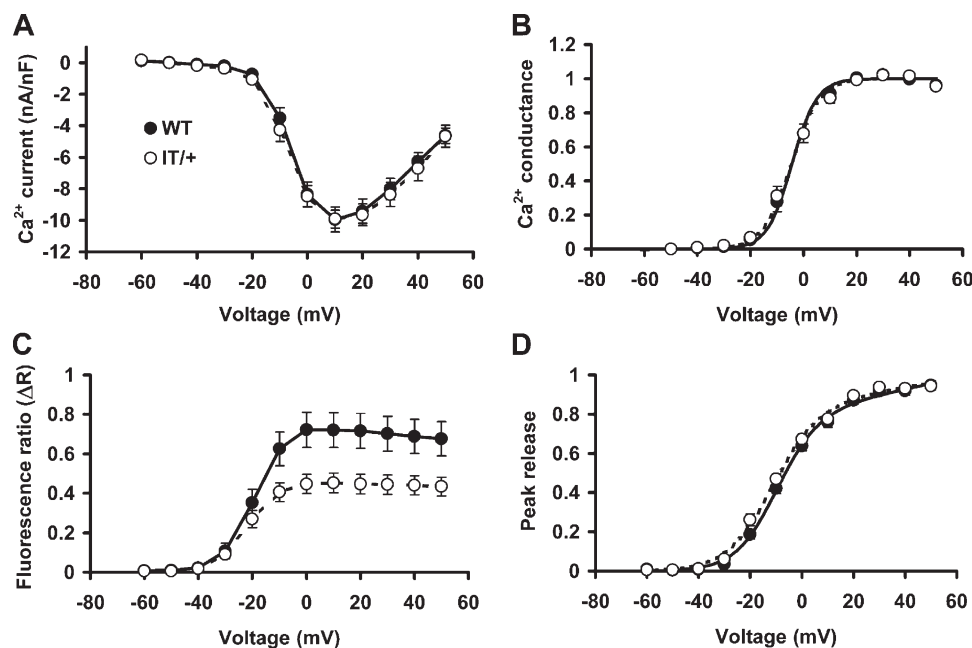 A
Ca2+ current (nA/nF)
0
-2
-4
-6
-8
-10
-12
WT
IT/+
-80 -60 -40 -20 0 20 40 60
Voltage (mV)
B
Ca2+ conductance
1.2
1
0.8
0.6
0.4
0.2
0
-80 -60 -40 -20 0 20 40 60
Voltage (mV)
C
Fluorescence ratio (ΔR)
1
0.8
0.6
0.4
0.2
0
-80 -60 -40 -20 0 20 40 60
Voltage (mV)
D
Peak release
1
0.8
0.6
0.4
0.2
0
-80 -60 -40 -20 0 20 40 60
Voltage (mV)